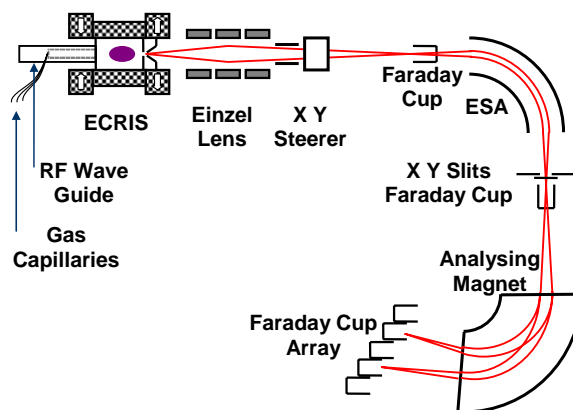 ECRIS
Einzel
Lens
X Y
Steerer
Faraday
Cup
ESA
RF Wave
Guide
Gas
Capillaries
X Y Slits
Faraday Cup
Analysing
Magnet
Faraday Cup
Array